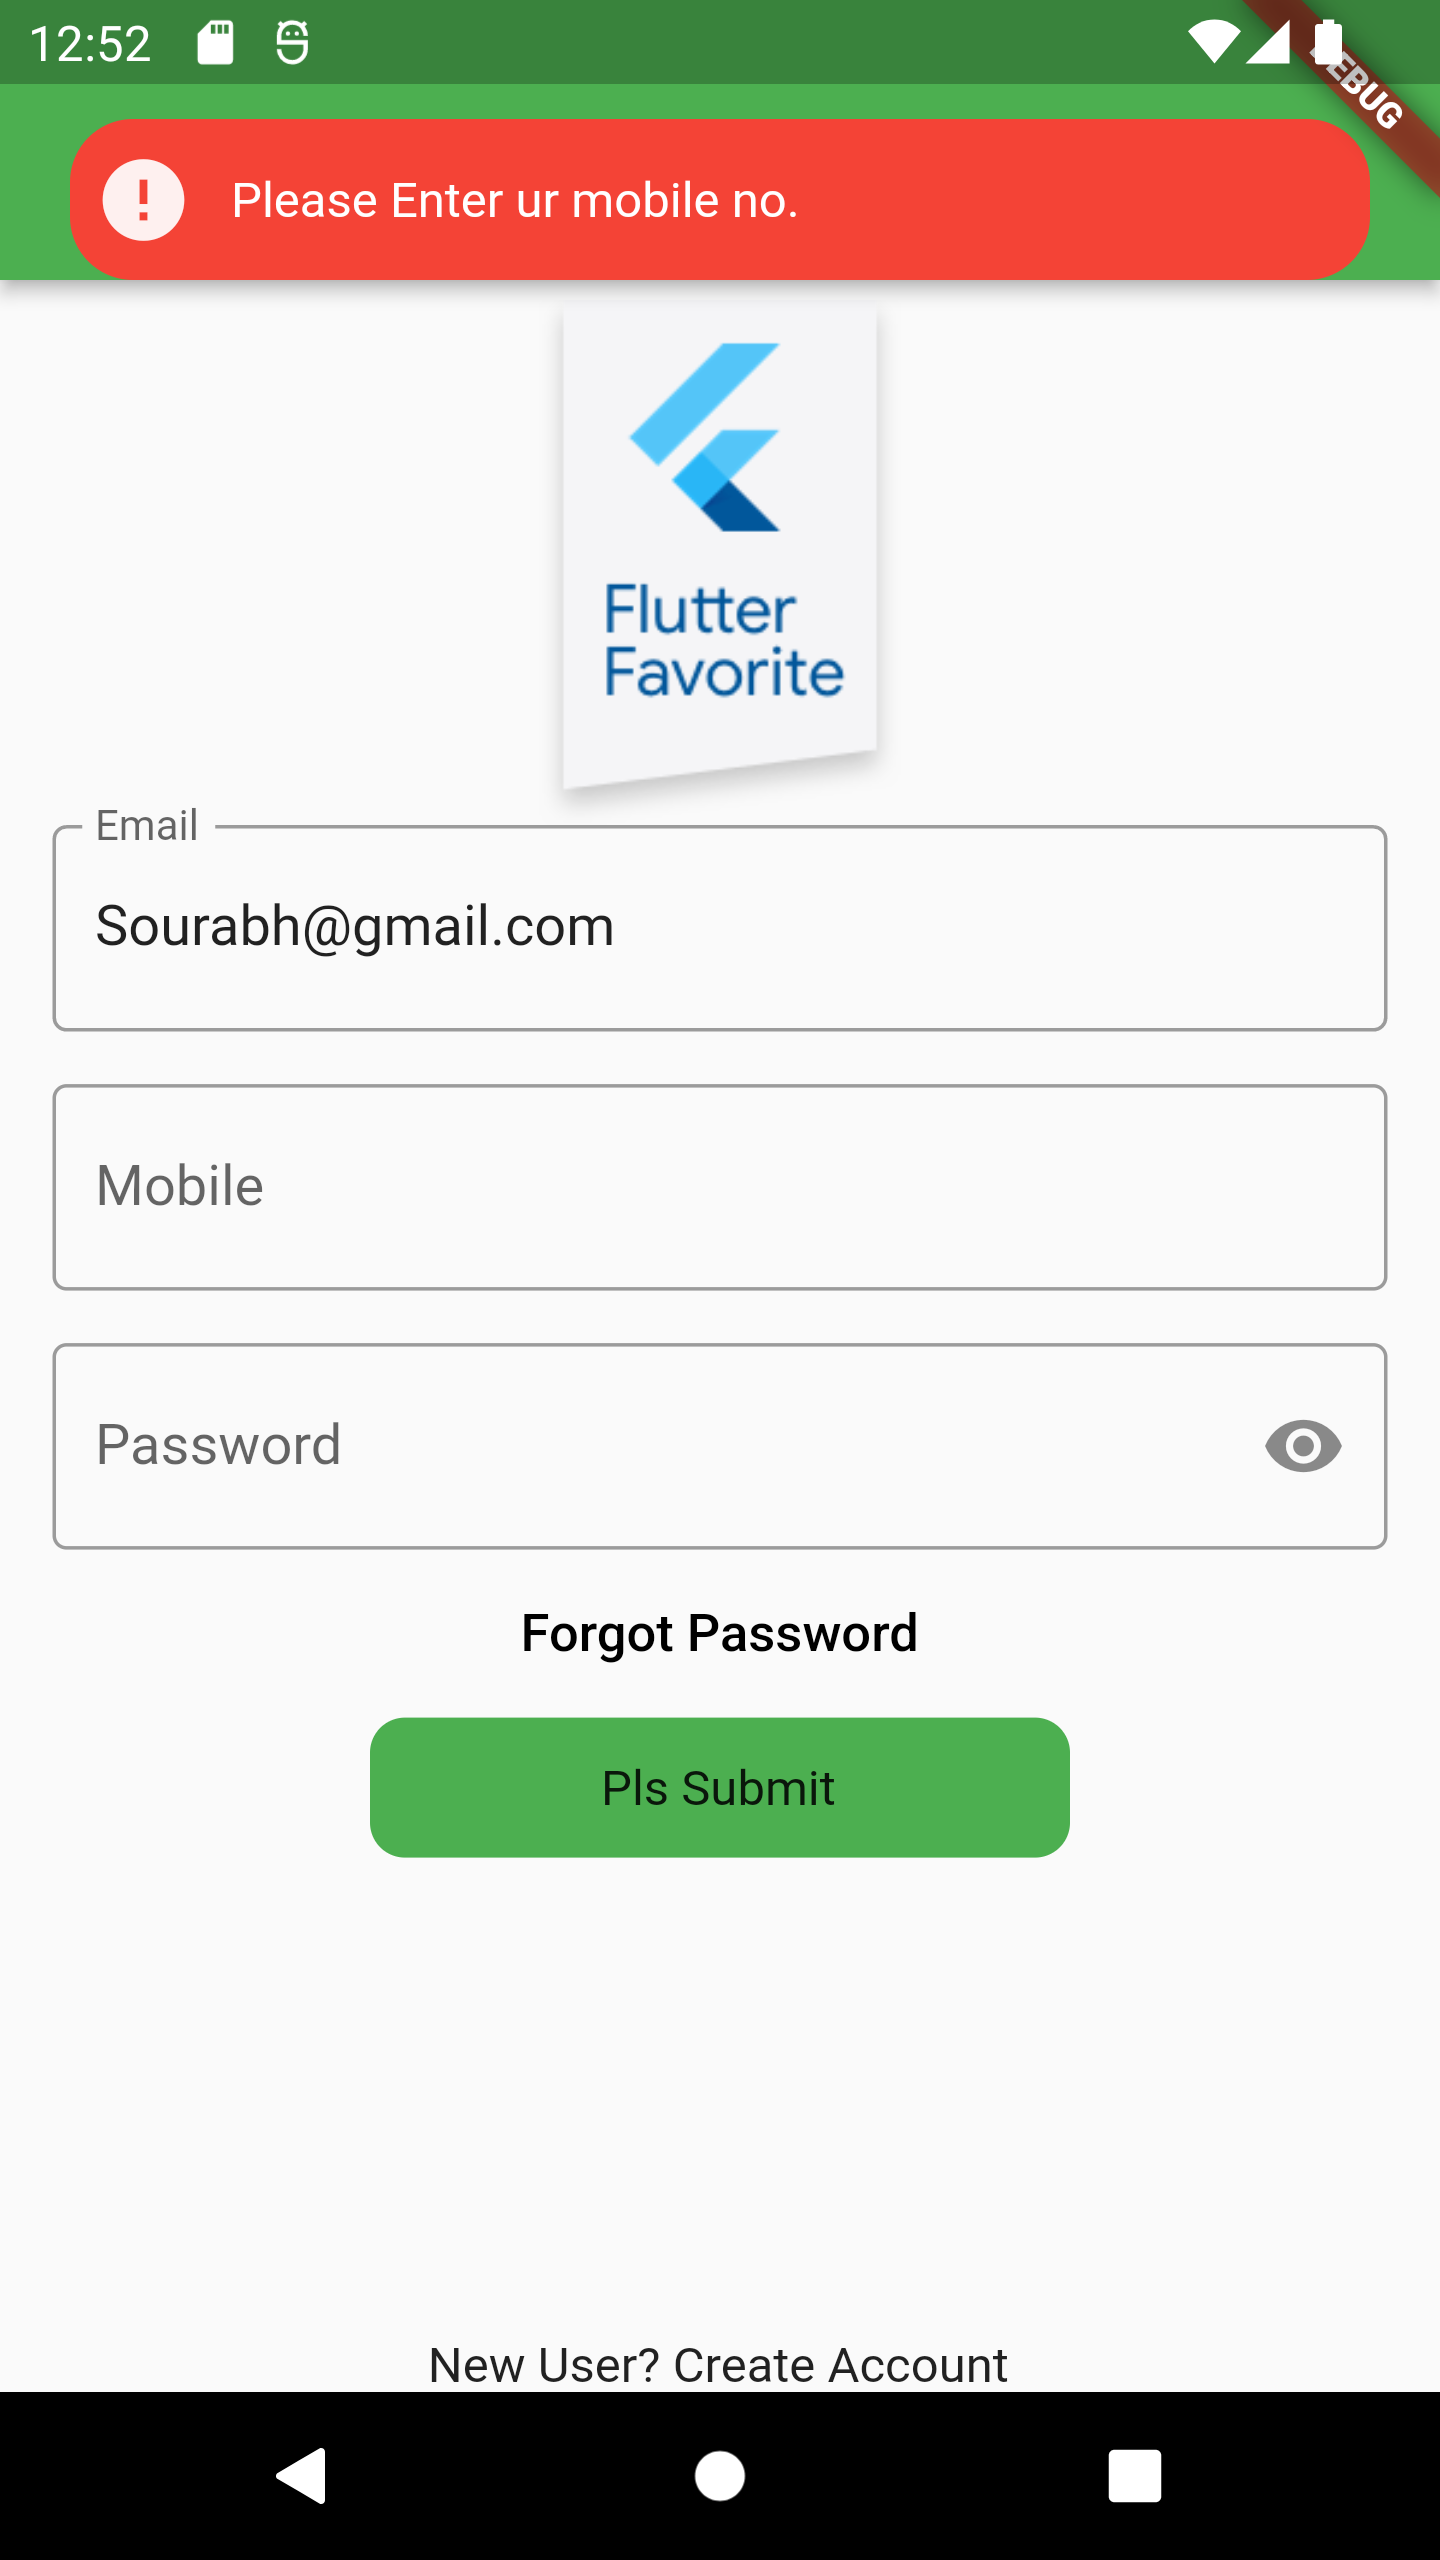 12:52
DEBUG
Please Enter ur mobile no.
Flutter
Favorite
Email
Sourabh@gmail.com
Mobile
Password
Forgot Password
Pls Submit
New User? Create Account